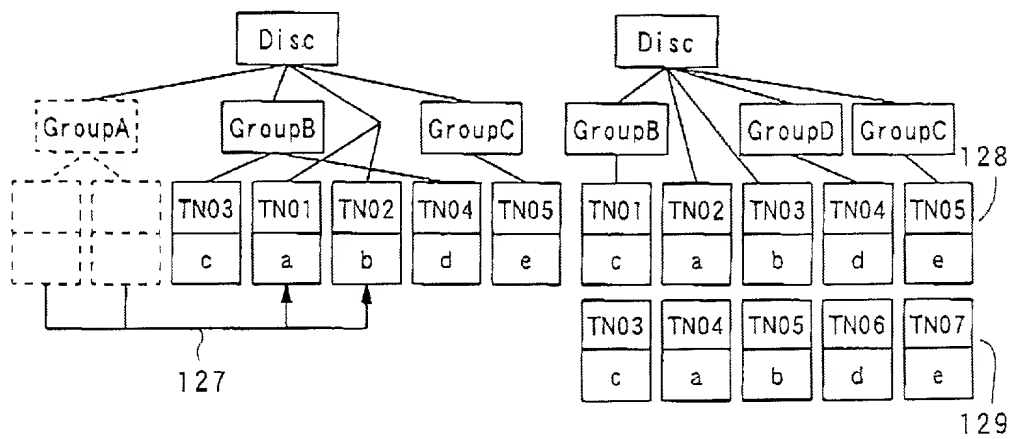 Disc Disc
GroupA GroupB GroupC GroupB GroupD GroupC
128
TN03 TN01 TN02 TN04 TN05 TN01 TN02 TN03 TN04 TN05
c a b d e c a b d e
TN03 TN04 TN05 TN06 TN07
127
c a b d e
129